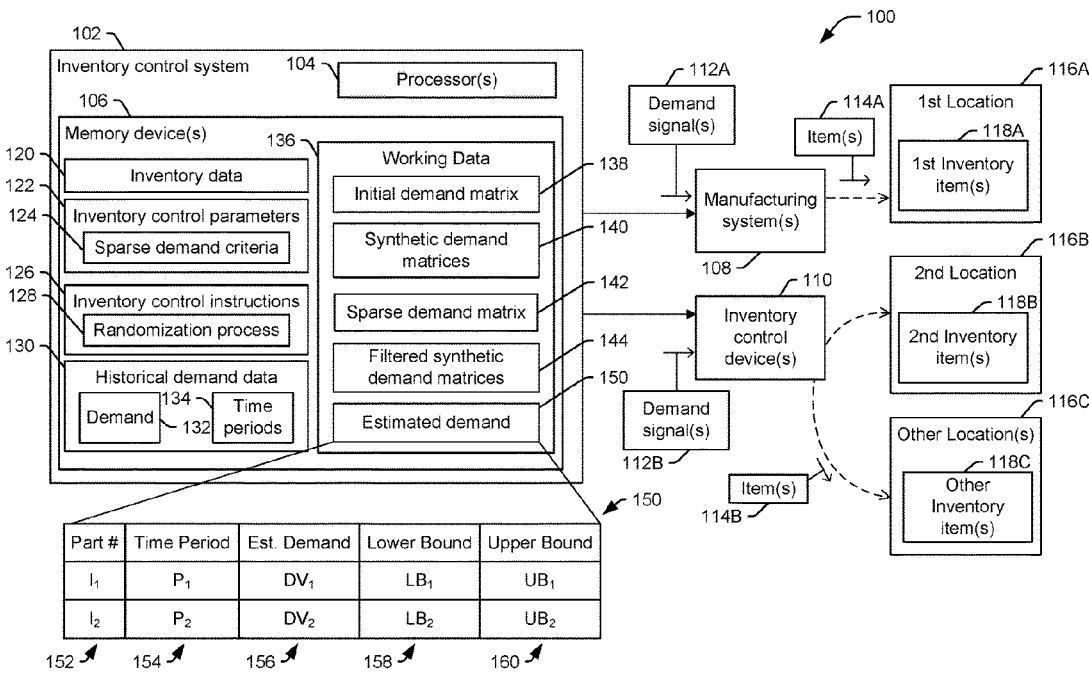 100
102
Inventory control system
104
Processor(s)
106
Memory device(s)
120
Inventory data
122
Inventory control parameters
124
Sparse demand criteria
126
Inventory control instructions
128
Randomization process
130
Historical demand data
Demand
132
134
Time
periods
136
Working Data
Initial demand matrix
138
Synthetic demand
matrices
140
Sparse demand matrix
142
Filtered synthetic
demand matrices
144
Estimated demand
150
112A
Demand
signal(s)
Manufacturing
system(s)
108
110
Inventory
control
device(s)
Demand
signal(s)
112B
114A
Item(s)
Item(s)
114B
116A
1st Location
118A
1st Inventory
item(s)
116B
2nd Location
118B
2nd Inventory
item(s)
116C
Other Location(s)
118C
Other
Inventory
item(s)
150
Part # Time Period Est. Demand Lower Bound Upper Bound
I1 P1 DV1 LB1 UB1
I2 P2 DV2 LB2 UB2
152 154 156 158 160